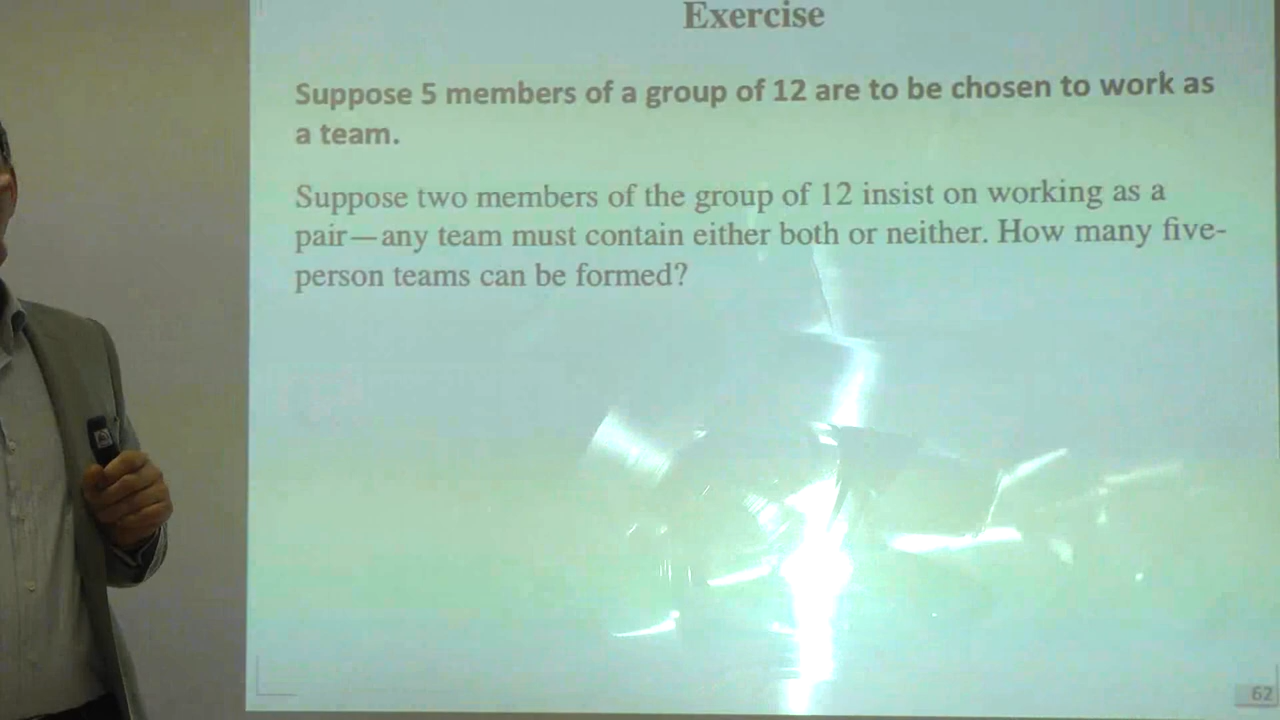 Exercise
Suppose 5 members of a group of 12 are to be chosen to work as
a team.
Suppose two members of the group of 12 insist on working as a
pair—any team must contain either both or neither. How many five-
person teams can be formed?
62